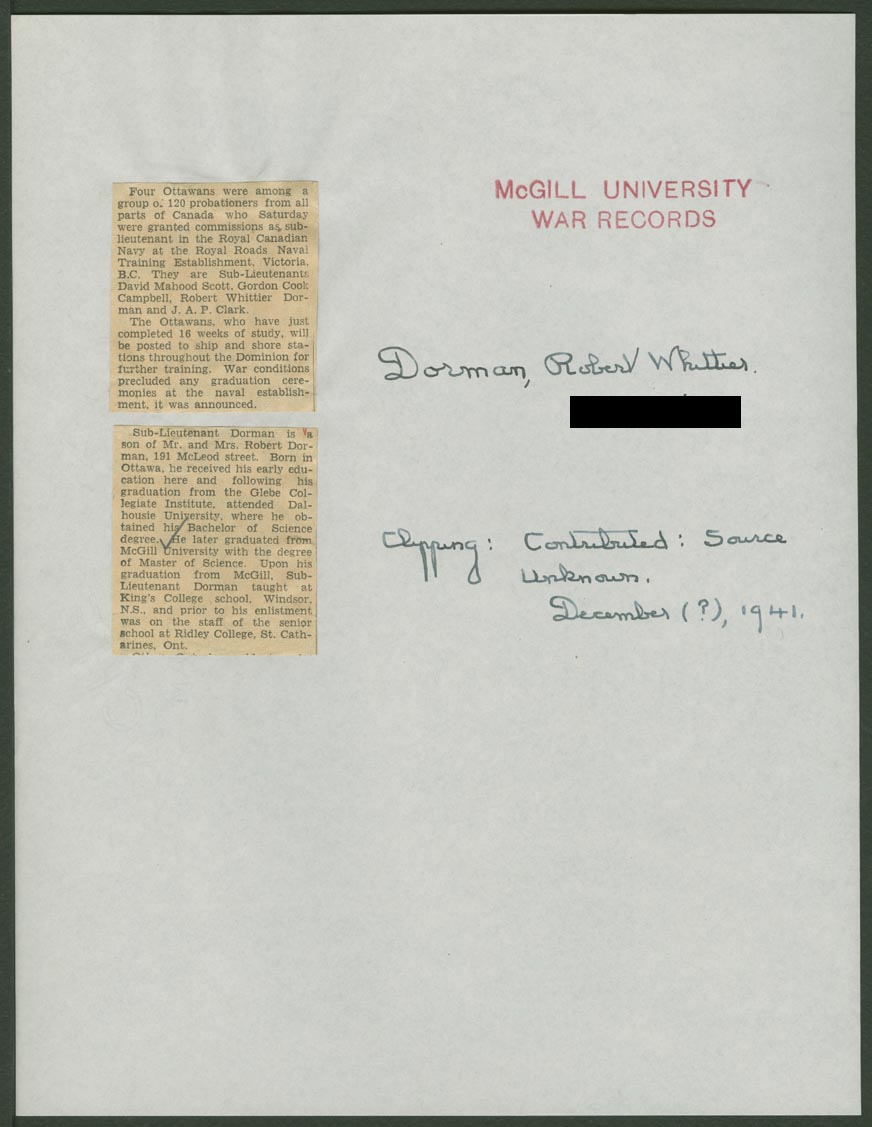 Four Ottawans were among a
group o. 120 probationers from all
parts of Canada who Saturday
were granted commissions as sub-
lieutenant in the Royal Canadian
Navy at the Royal Roads Naval
Training Establishment, Victoria,
B.C. They are Sub-Lieutenants
David Mahood Scott, Gordon Cook
Campbell, Robert Whittier Dor-
man and J. A. P. Clark.
The Ottawans, who have just
completed 16 weeks of study, will
be posted to ship and shore sta-
tions throughout the Dominion for
further training. War conditions
precluded any graduation cere-
monies at the naval establish-
ment, it was announced.
Sub-Lieutenant Dorman is a
son of Mr. and Mrs. Robert Dor-
man, 191 McLeod street. Born in
Ottawa, he received his early edu-
cation here and following his
graduation from the Glebe Col-
legiate Institute, attended Dal-
housie University, where he ob-
tained his Bachelor of Science
degree. He later graduated from
McGill University with the degree
of Master of Science. Upon his
graduation from McGill, Sub-
Lieutenant Dorman taught at
King's College school, Windsor,
N.S., and prior to his enlistment
was on the staff of the senior
school at Ridley College, St. Cath-
arines, Ont.
McGILL UNIVERSITY
WAR RECORDS
Dorman, Robert Whittier.
Clipping: Contributed: Source
Unknown.
December (?), 1941.